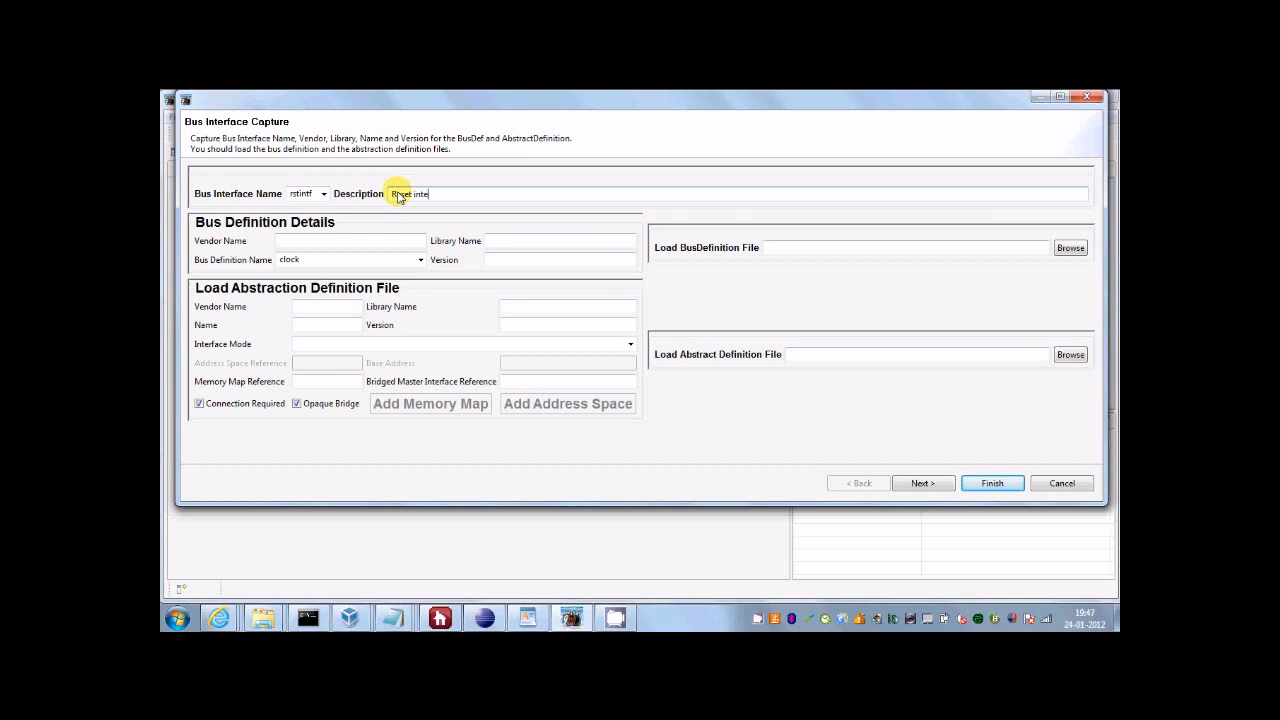 Bus Interface Capture
Capture Bus Interface Name, Vendor, Library, Name and Version for the BusDef and AbstractDefinition.
You should load the bus definition and the abstraction definition files.
Bus Interface Name rstintf Description Reset inte
Bus Definition Details
Vendor Name Library Name
Bus Definition Name clock Version
Load BusDefinition File Browse
Load Abstraction Definition File
Vendor Name Library Name
Name Version
Interface Mode
Address Space Reference Base Address
Memory Map Reference Bridged Master Interface Reference
Connection Required Opaque Bridge Add Memory Map Add Address Space
Load Abstract Definition File Browse
< Back Next > Finish Cancel
19:47
24-01-2012